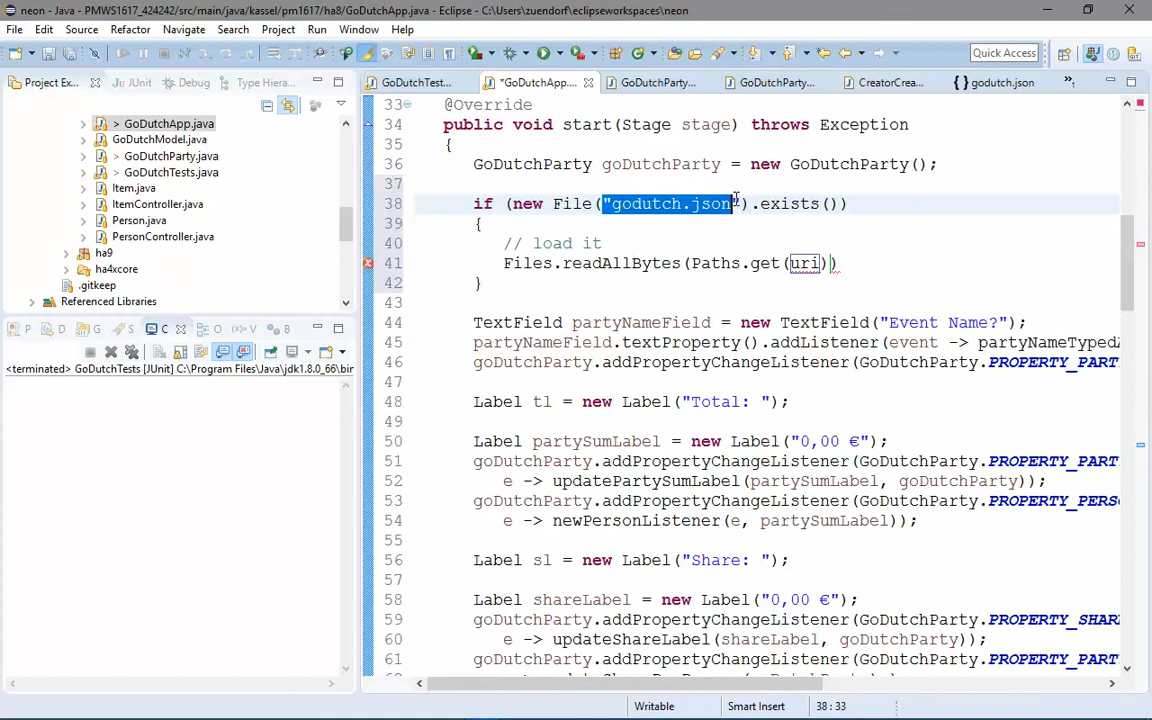 neon - Java - PMWS1617_424242/src/main/java/kassel/pm1617/ha8/GoDutchApp.java - Eclipse - C:\Users\zuendorf\eclipseworkspaces\neon
File Edit Source Refactor Navigate Search Project Run Window Help
Quick Access
Project Ex... JUnit Debug Type Hiera...
GoDutchTest... *GoDutchApp.... GoDutchParty... GoDutchParty... CreatorCrea... godutch.json »1
> GoDutchApp.java
GoDutchModel.java
> GoDutchParty.java
> GoDutchTests.java
Item.java
ItemController.java
Person.java
PersonController.java
ha9
ha4xcore
.gitkeep
Referenced Libraries
P D G S C O (x)= V B
<terminated> GoDutchTests [JUnit] C:\Program Files\Java\jdk1.8.0_66\bin
33 @Override
34 public void start(Stage stage) throws Exception
35 {
36 GoDutchParty goDutchParty = new GoDutchParty();
37
38 if (new File("godutch.json").exists())
39 {
40 // load it
41 Files.readAllBytes(Paths.get(uri))
42 }
43
44 TextField partyNameField = new TextField("Event Name?");
45 partyNameField.textProperty().addListener(event -> partyNameTypedA
46 goDutchParty.addPropertyChangeListener(GoDutchParty.PROPERTY_PART
47
48 Label tl = new Label("Total: ");
49
50 Label partySumLabel = new Label("0,00 €");
51 goDutchParty.addPropertyChangeListener(GoDutchParty.PROPERTY_PART
52 e -> updatePartySumLabel(partySumLabel, goDutchParty));
53 goDutchParty.addPropertyChangeListener(GoDutchParty.PROPERTY_PERS
54 e -> newPersonListener(e, partySumLabel));
55
56 Label sl = new Label("Share: ");
57
58 Label shareLabel = new Label("0,00 €");
59 goDutchParty.addPropertyChangeListener(GoDutchParty.PROPERTY_SHAR
60 e -> updateShareLabel(shareLabel, goDutchParty));
61 goDutchParty.addPropertyChangeListener(GoDutchParty.PROPERTY_PART
Writable Smart Insert 38 : 33